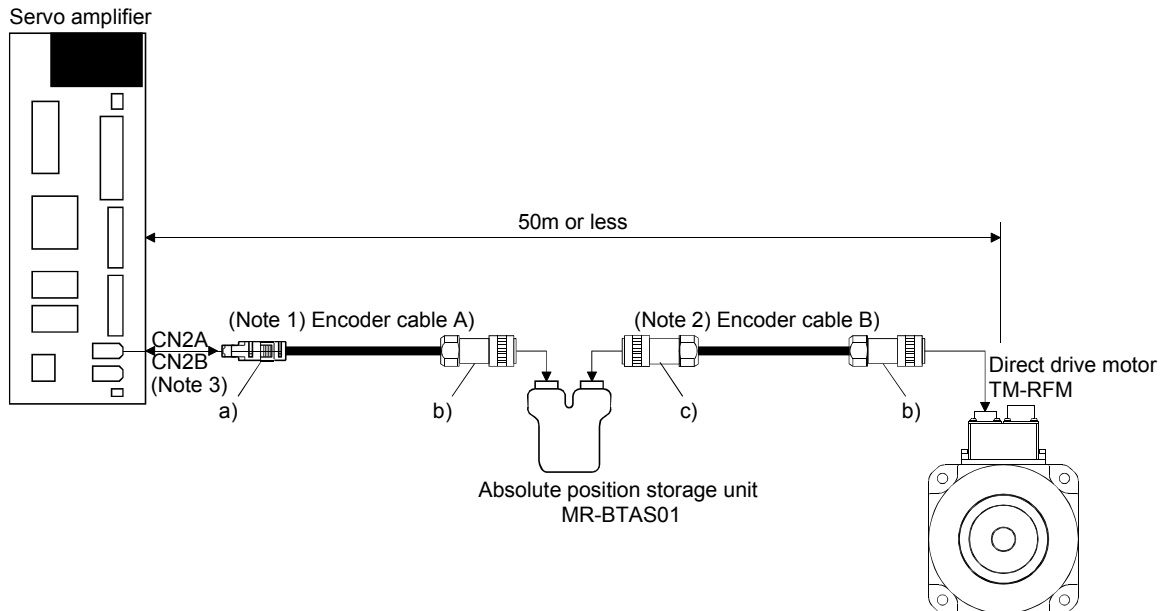 Servo amplifier
50m or less
(Note 1) Encoder cable A)
(Note 2) Encoder cable B)
CN2A
CN2B
(Note 3)
a)
b)
c)
b)
Direct drive motor
TM-RFM
Absolute position storage unit
MR-BTAS01